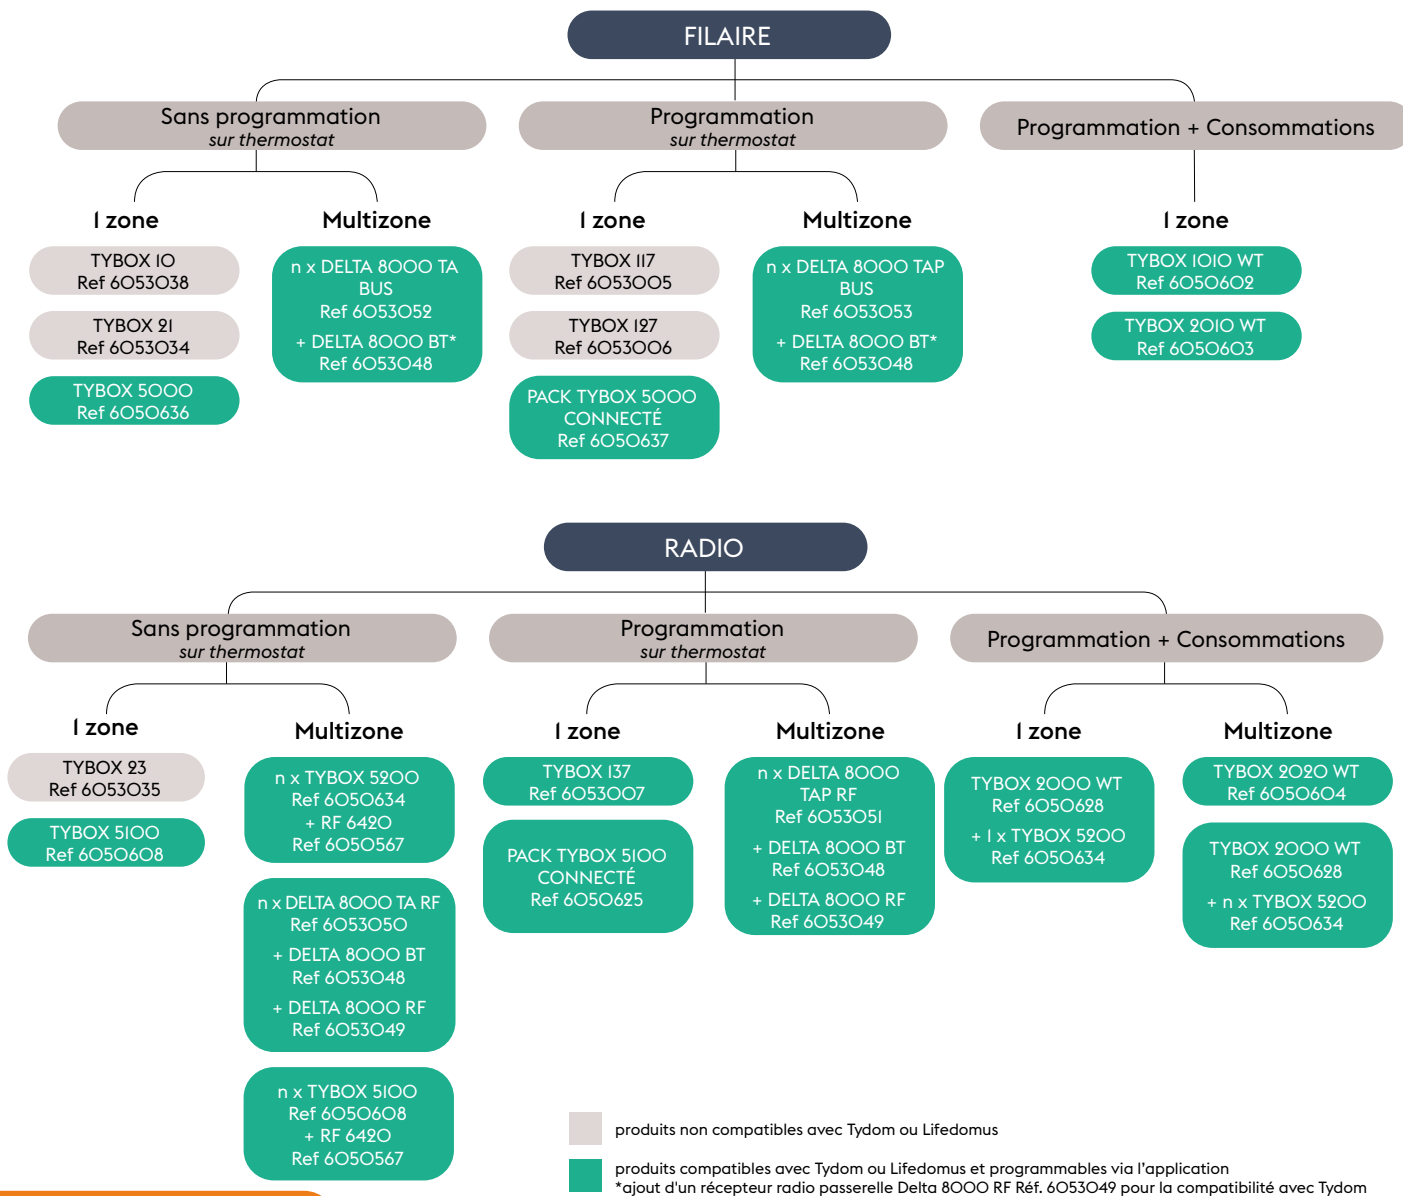 FILAIRE
Sans programmation
sur thermostat
1 zone
TYBOX 10
Ref 6053038
TYBOX 21
Ref 6053034
TYBOX 5000
Ref 6050636
Multizone
n x DELTA 8000 TA
BUS
Ref 6053052
+ DELTA 8000 BT*
Ref 6053048
Programmation
sur thermostat
1 zone
TYBOX 117
Ref 6053005
TYBOX 127
Ref 6053006
PACK TYBOX 5000
CONNECTÉ
Ref 6050637
Multizone
n x DELTA 8000 TAP
BUS
Ref 6053053
+ DELTA 8000 BT*
Ref 6053048
Programmation + Consommations
1 zone
TYBOX 1010 WT
Ref 6050602
TYBOX 2010 WT
Ref 6050603
RADIO
Sans programmation
sur thermostat
1 zone
TYBOX 23
Ref 6053035
TYBOX 5100
Ref 6050608
Multizone
n x TYBOX 5200
Ref 6050634
+ RF 6420
Ref 6050567
n x DELTA 8000 TA RF
Ref 6053050
+ DELTA 8000 BT
Ref 6053048
+ DELTA 8000 RF
Ref 6053049
n x TYBOX 5100
Ref 6050608
+ RF 6420
Ref 6050567
Programmation
sur thermostat
1 zone
TYBOX 137
Ref 6053007
PACK TYBOX 5100
CONNECTÉ
Ref 6050625
Multizone
n x DELTA 8000
TAP RF
Ref 6053051
+ DELTA 8000 BT
Ref 6053048
+ DELTA 8000 RF
Ref 6053049
Programmation + Consommations
1 zone
TYBOX 2000 WT
Ref 6050628
+ 1 x TYBOX 5200
Ref 6050634
Multizone
TYBOX 2020 WT
Ref 6050604
TYBOX 2000 WT
Ref 6050628
+ n x TYBOX 5200
Ref 6050634
produits non compatibles avec Tydom ou Lifedomus
produits compatibles avec Tydom ou Lifedomus et programmables via l'application
*ajout d'un récepteur radio passerelle Delta 8000 RF Réf. 6053049 pour la compatibilité avec Tydom